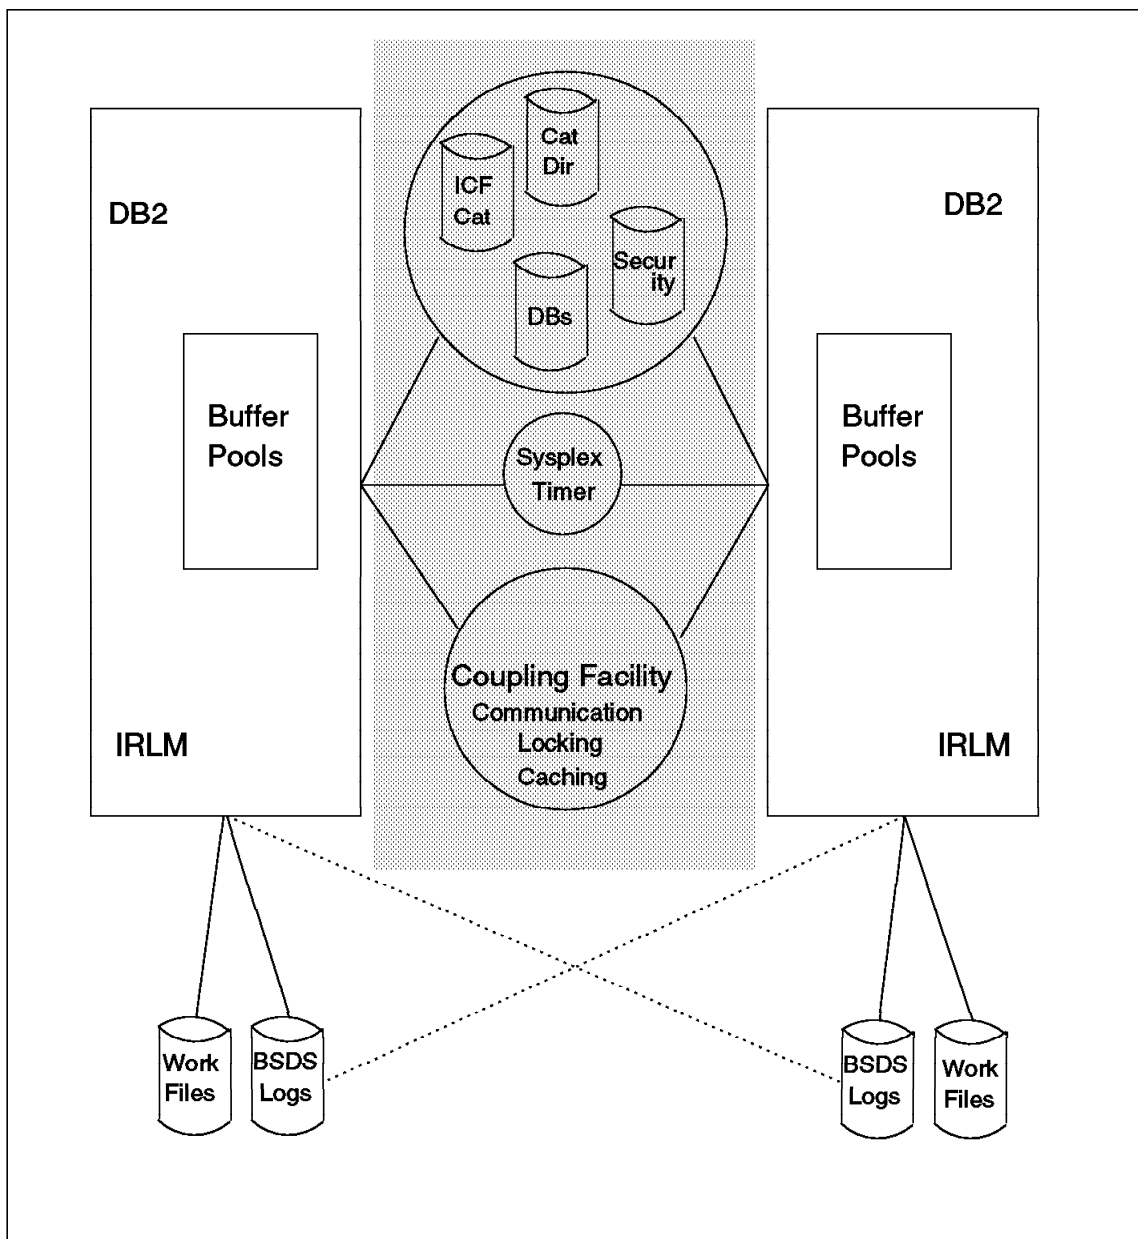 DB2
Buffer
Pools
IRLM
Cat
Dir
ICF
Cat
Secur
ity
DBs
Sysplex
Timer
Coupling Facility
Communication
Locking
Caching
DB2
Buffer
Pools
IRLM
Work
Files
BSDS
Logs
BSDS
Logs
Work
Files